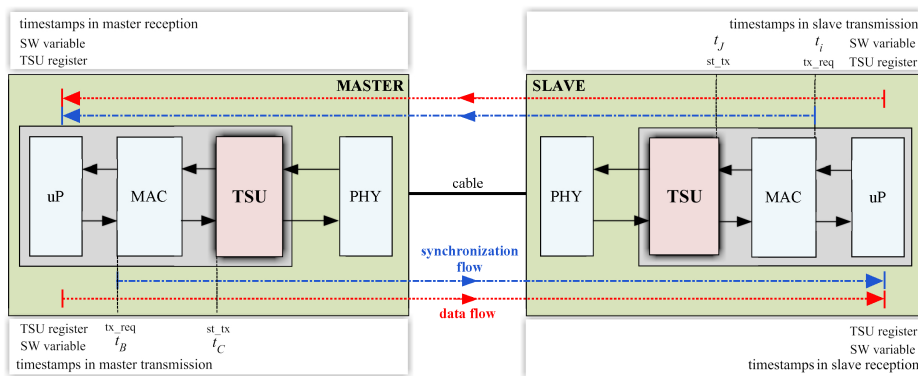 timestamps in master reception
SW variable
TSU register
timestamps in slave transmission
t_J t_i SW variable
st_tx tx_req TSU register
MASTER
SLAVE
uP
MAC
TSU
PHY
cable
PHY
TSU
MAC
uP
synchronization
flow
data flow
TSU register tx_req st_tx
SW variable t_B t_C
timestamps in master transmission
TSU register
SW variable
timestamps in slave reception